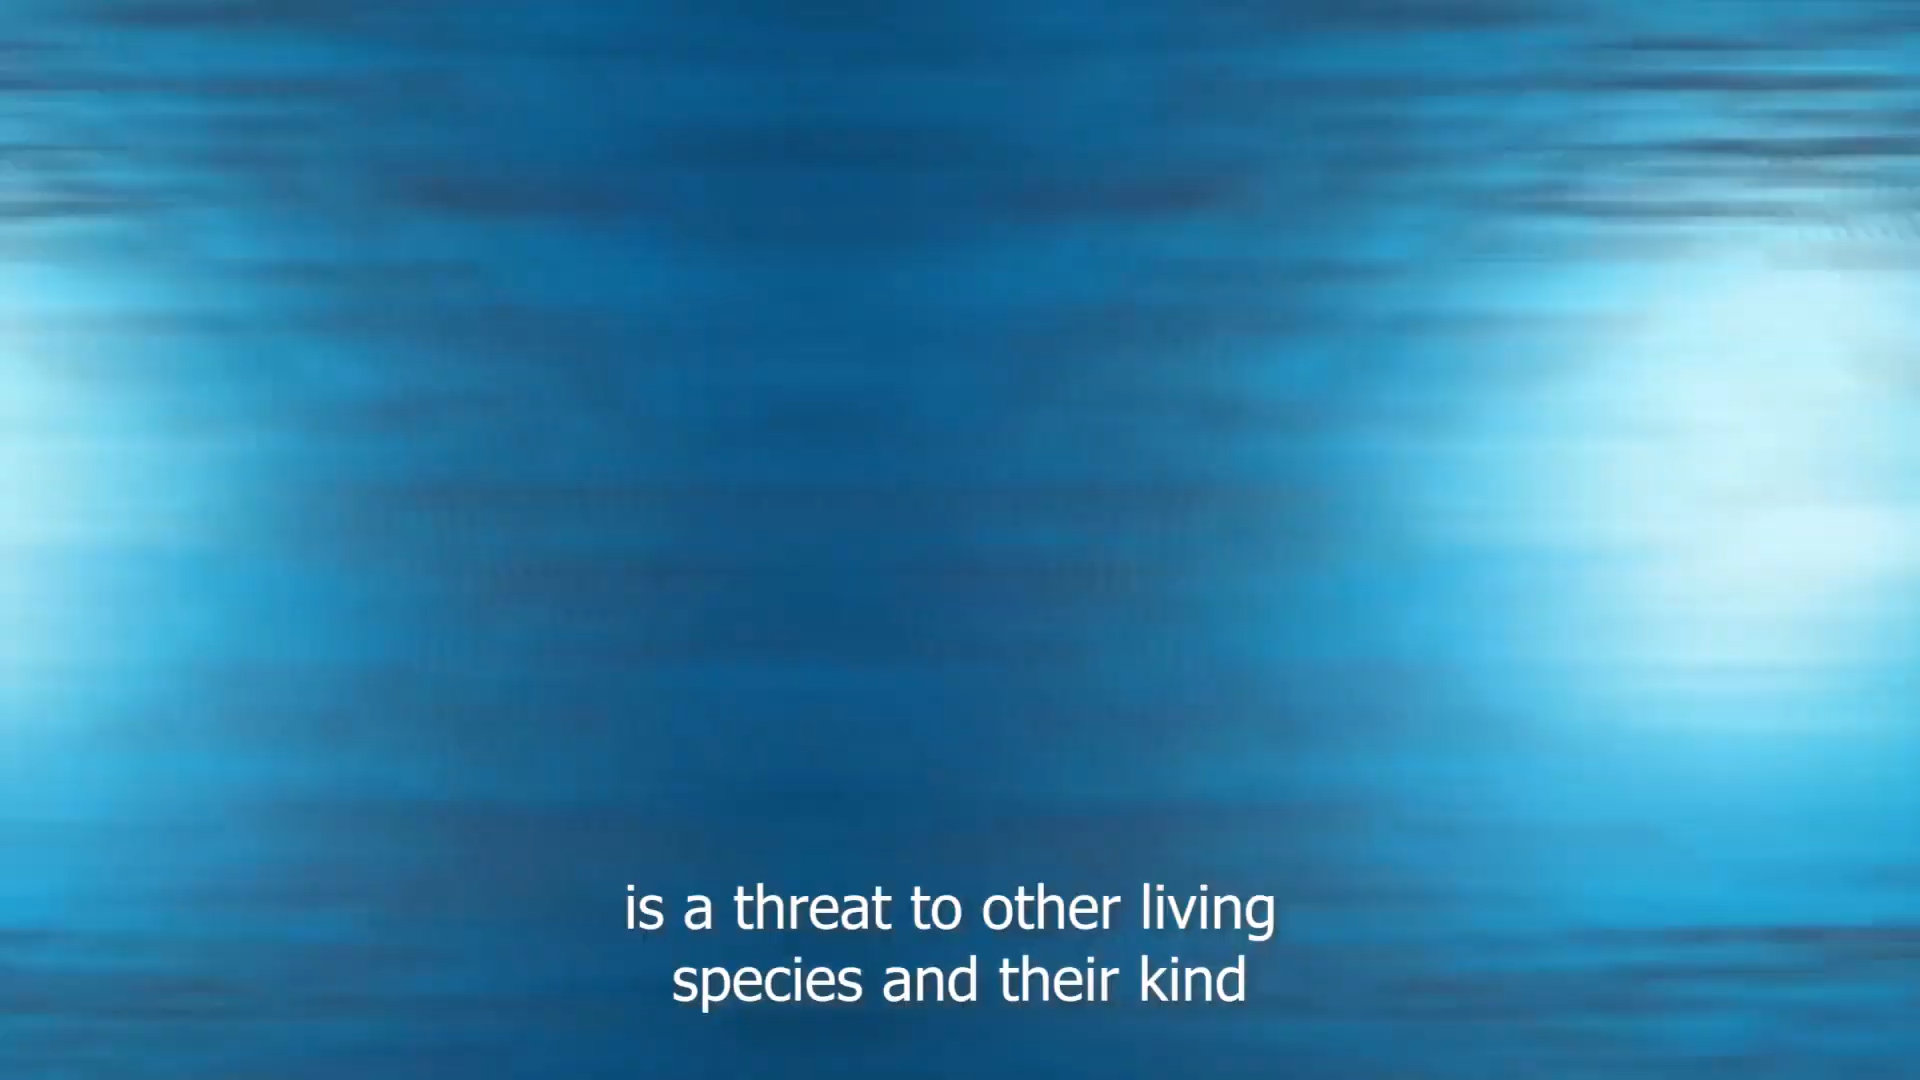 is a threat to other living
species and their kind